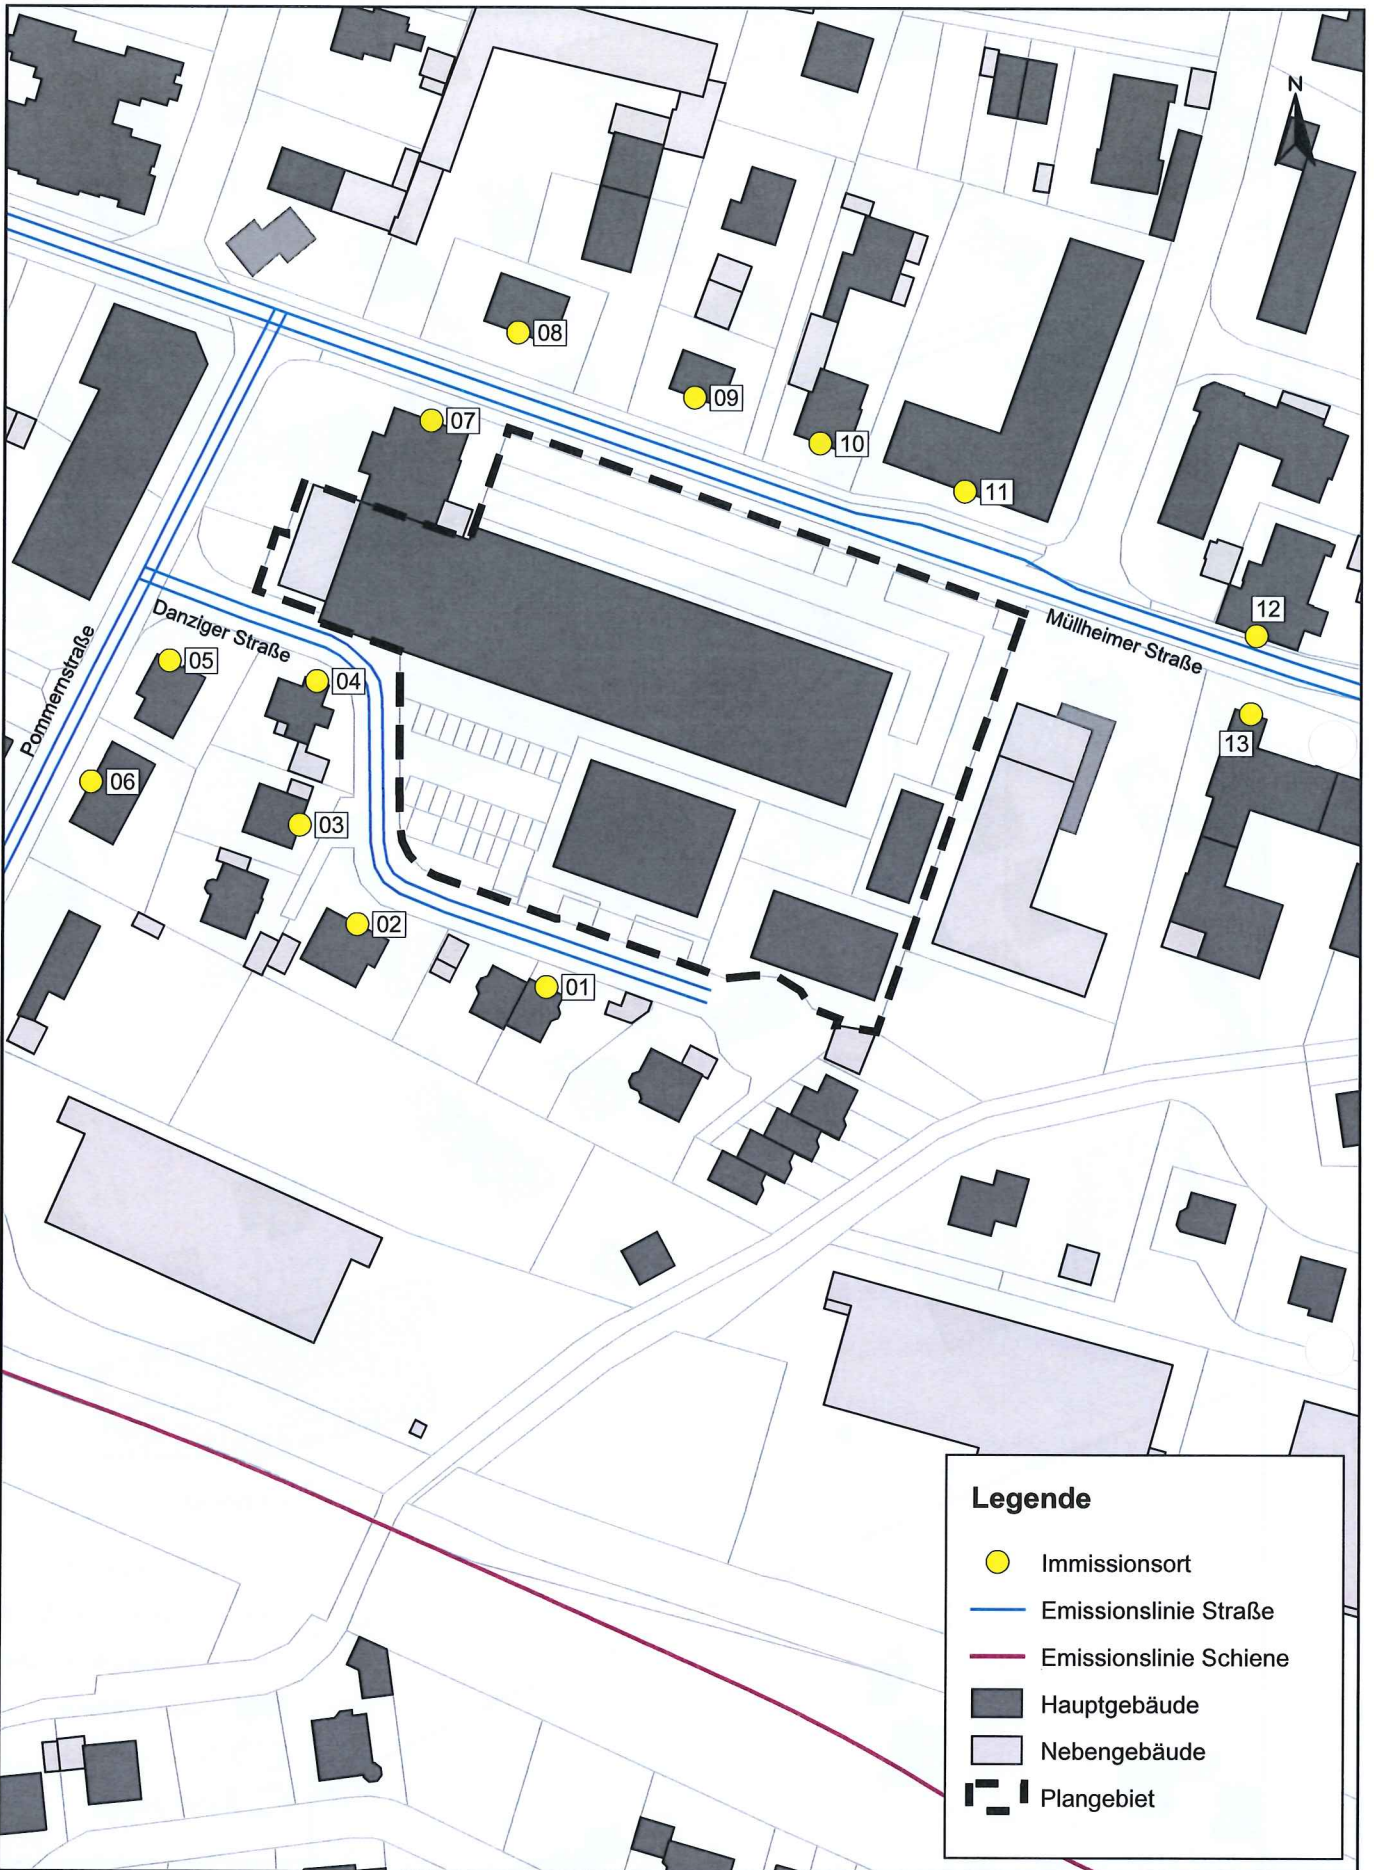 N
08
09
07
10
11
12
Müllheimer Straße
Danziger Straße
Pommernstraße
05
04
13
06
03
02
01
Legende
Immissionsort
Emissionslinie Straße
Emissionslinie Schiene
Hauptgebäude
Nebengebäude
Plangebiet